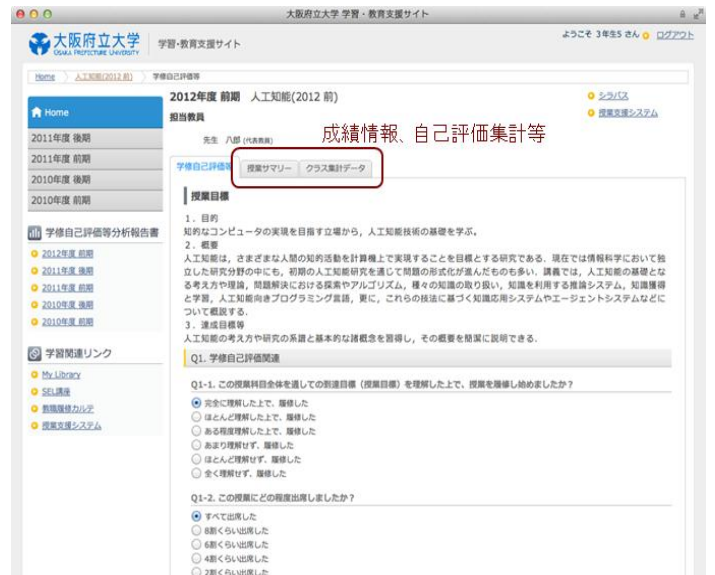 大阪府立大学 学習・教育支援サイト
大阪府立大学
OSAKA PREFECTURE UNIVERSITY
学習・教育支援サイト
ようこそ 3年生5 さん ログアウト
Home 人工知能(2012 前) 学修自己評価等
Home
2011年度 後期
2011年度 前期
2010年度 後期
2010年度 前期
学修自己評価等分析報告書
2012年度 前期
2011年度 後期
2011年度 前期
2010年度 後期
2010年度 前期
学習関連リンク
My Library
SEL講座
教職履修カルテ
授業支援システム
2012年度 前期 人工知能(2012 前)
担当教員
先生 八郎 (代表教員)
シラバス
授業支援システム
成績情報、自己評価集計等
学修自己評価等 授業サマリー クラス集計データ
授業目標
1．目的
知的なコンピュータの実現を目指す立場から，人工知能技術の基礎を学ぶ。
2．概要
人工知能は，さまざまな人間の知的活動を計算機上で実現することを目標とする研究である．現在では情報科学において独
立した研究分野の中にも，初期の人工知能研究を通じて問題の形式化が進んだものも多い．講義では，人工知能の基礎とな
る考え方や理論，問題解決における探索やアルゴリズム，種々の知識の取り扱い，知識を利用する推論システム，知識獲得
と学習，人工知能向きプログラミング言語，更に，これらの技法に基づく知識応用システムやエージェントシステムなどに
ついて概説する．
3．達成目標等
人工知能の考え方や研究の系譜と基本的な諸概念を習得し，その概要を簡潔に説明できる．
Q1. 学修自己評価関連
Q1-1. この授業科目全体を通しての到達目標（授業目標）を理解した上で、授業を履修し始めましたか？
完全に理解した上で、履修した
ほとんど理解した上で、履修した
ある程度理解した上で、履修した
あまり理解せず、履修した
ほとんど理解せず、履修した
全く理解せず、履修した
Q1-2. この授業にどの程度出席しましたか？
すべて出席した
8割くらい出席した
6割くらい出席した
4割くらい出席した
2割くらい出席した